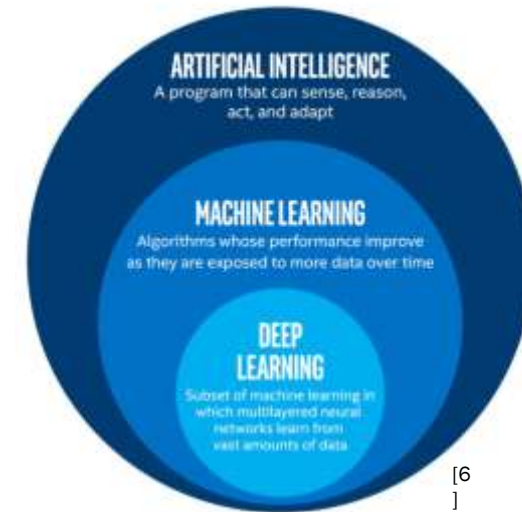 ARTIFICIAL INTELLIGENCE
A program that can sense, reason,
act, and adapt
MACHINE LEARNING
Algorithms whose performance improve
as they are exposed to more data over time
DEEP
LEARNING
Subset of machine learning in
which multilayered neural
networks learn from
vast amounts of data
[6
]